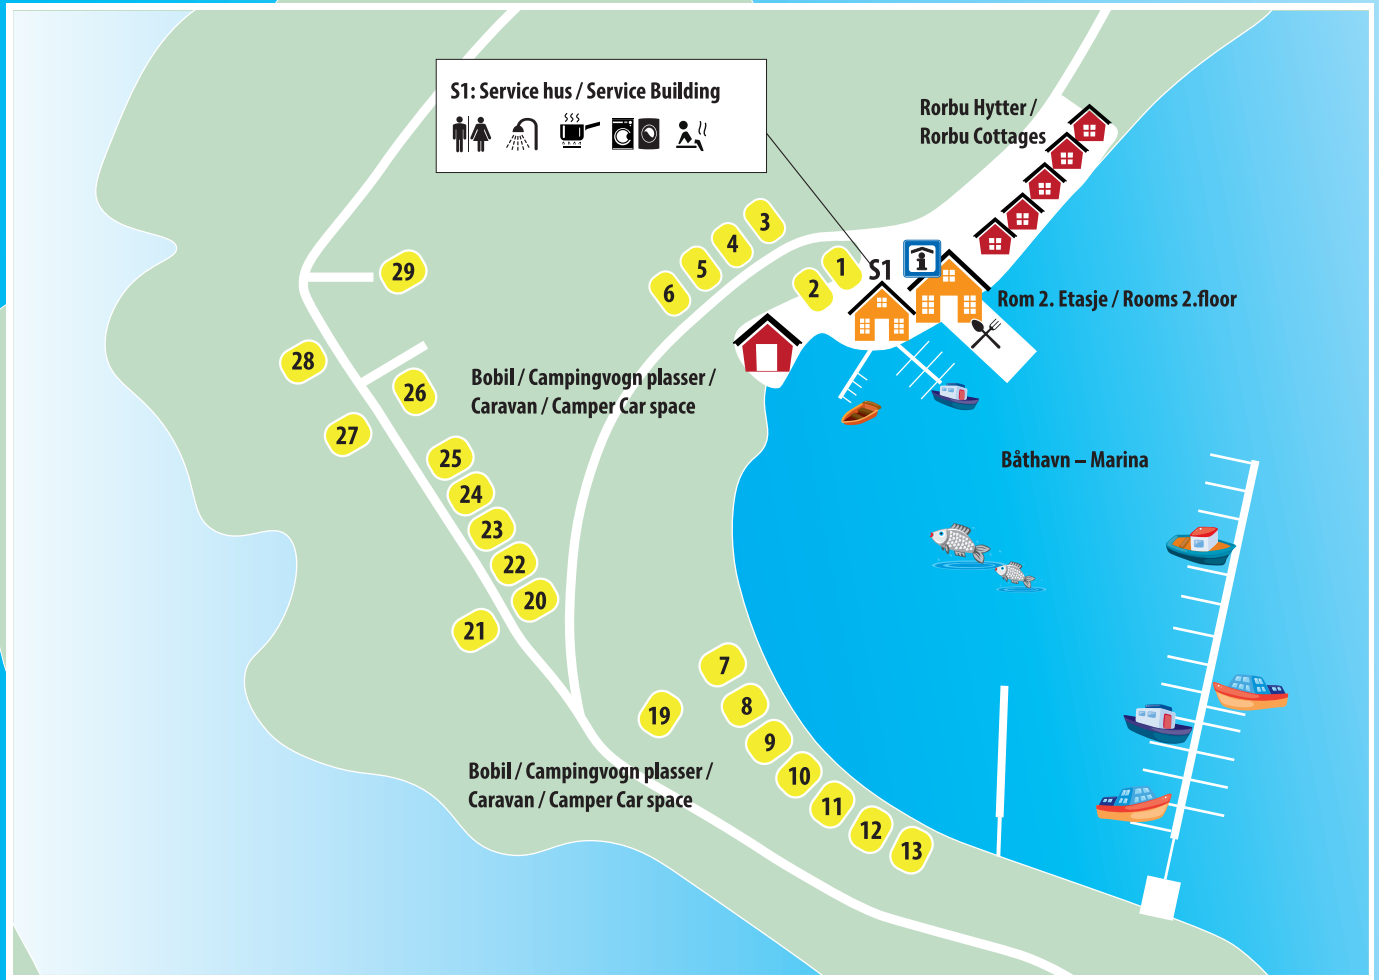 S1: Service hus / Service Building
Rorbu Hytter /
Rorbu Cottages
3
4
5
6
1
2
S1
i
29
Rom 2. Etasje / Rooms 2.floor
28
26
27
Bobil / Campingvogn plasser /
Caravan / Camper Car space
25
24
23
22
20
21
Båthavn – Marina
7
8
19
9
10
11
12
13
Bobil / Campingvogn plasser /
Caravan / Camper Car space